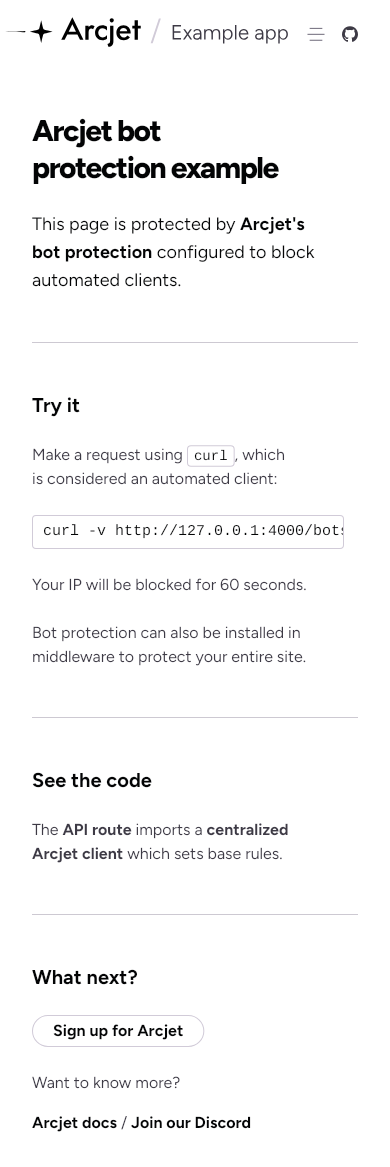 Arcjet / Example app
Arcjet bot
protection example
This page is protected by Arcjet's
bot protection configured to block
automated clients.
Try it
Make a request using curl, which
is considered an automated client:
curl -v http://127.0.0.1:4000/bots
Your IP will be blocked for 60 seconds.
Bot protection can also be installed in
middleware to protect your entire site.
See the code
The API route imports a centralized
Arcjet client which sets base rules.
What next?
Sign up for Arcjet
Want to know more?
Arcjet docs / Join our Discord